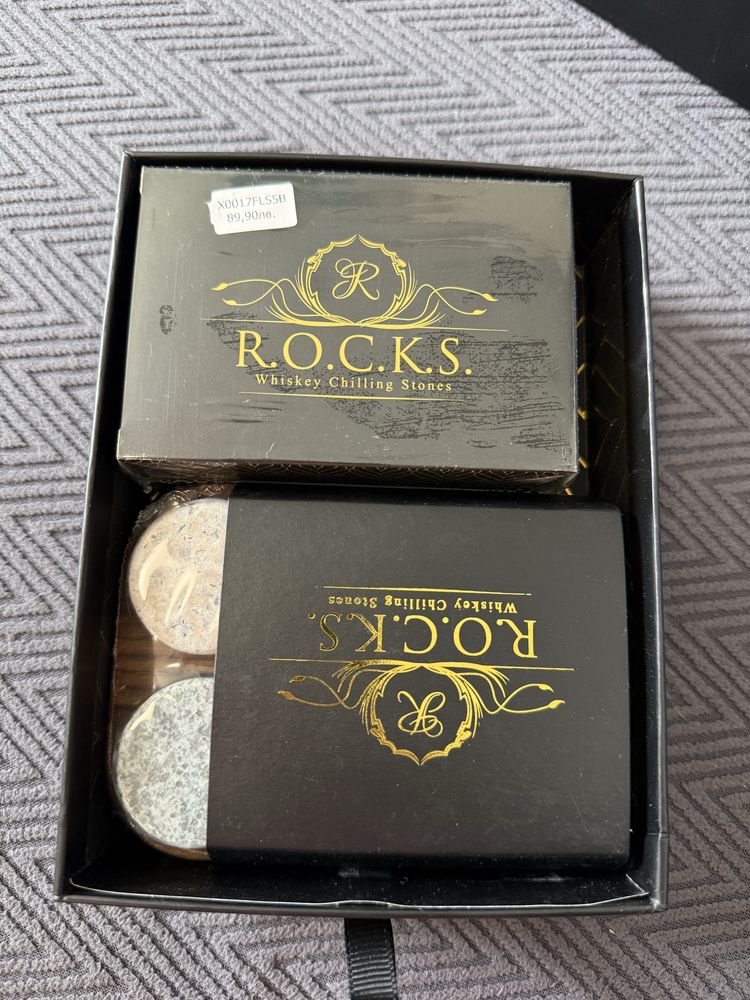 X0017FLS5B
89,90лв.
R
R.O.C.K.S.
Whiskey Chilling Stones
R.O.C.K.S.
Whiskey Chilling Stones
R